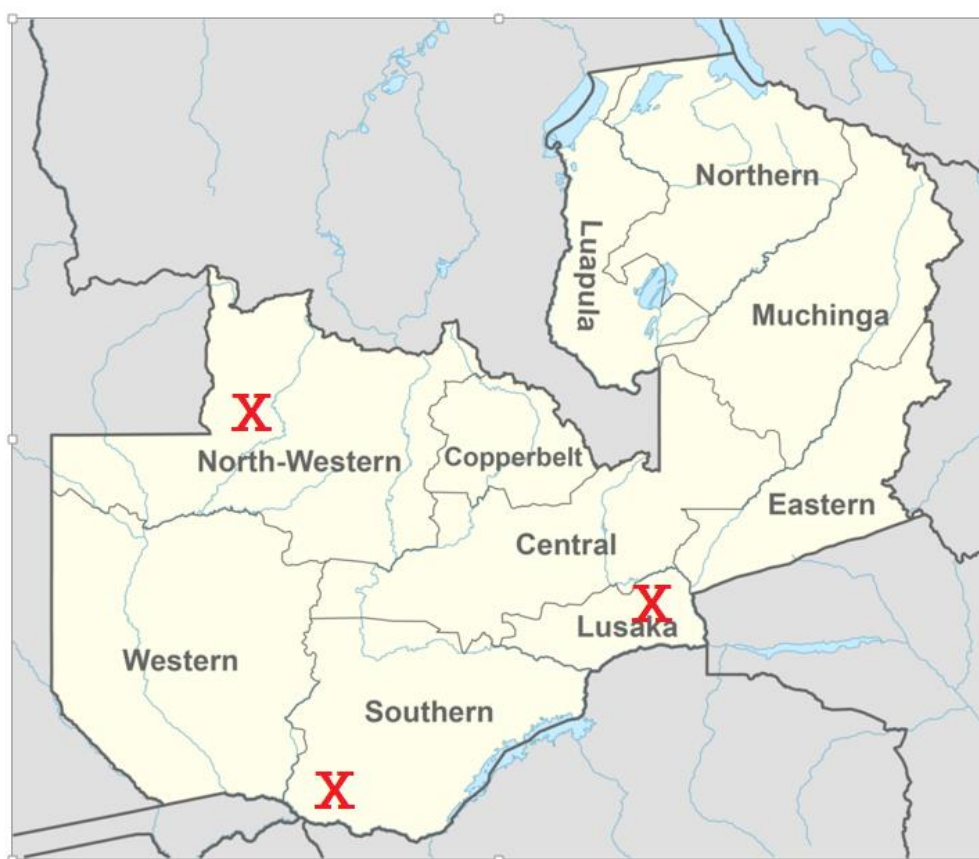 Northern
Luapula
Muchinga
X
North-Western
Copperbelt
Eastern
Central
X
Lusaka
Western
Southern
X